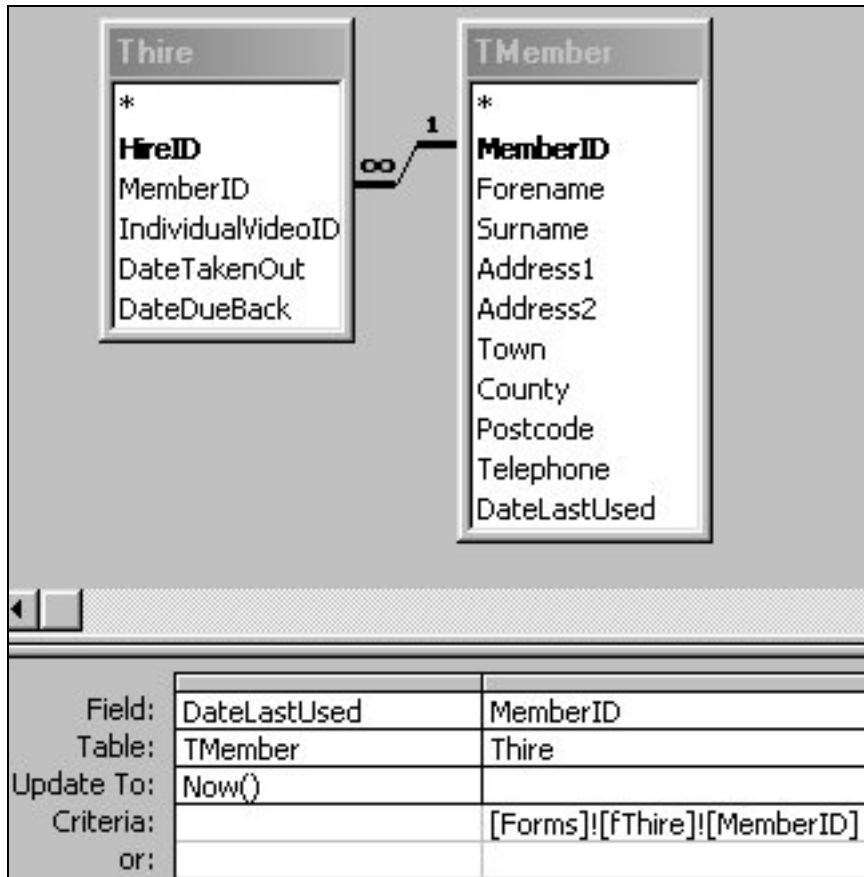 Thire
*
HireID
MemberID
IndividualVideoID
DateTakenOut
DateDueBack
∞ 1
TMember
*
MemberID
Forename
Surname
Address1
Address2
Town
County
Postcode
Telephone
DateLastUsed
Field: DateLastUsed MemberID
Table: TMember Thire
Update To: Now()
Criteria: [Forms]![fThire]![MemberID]
or: